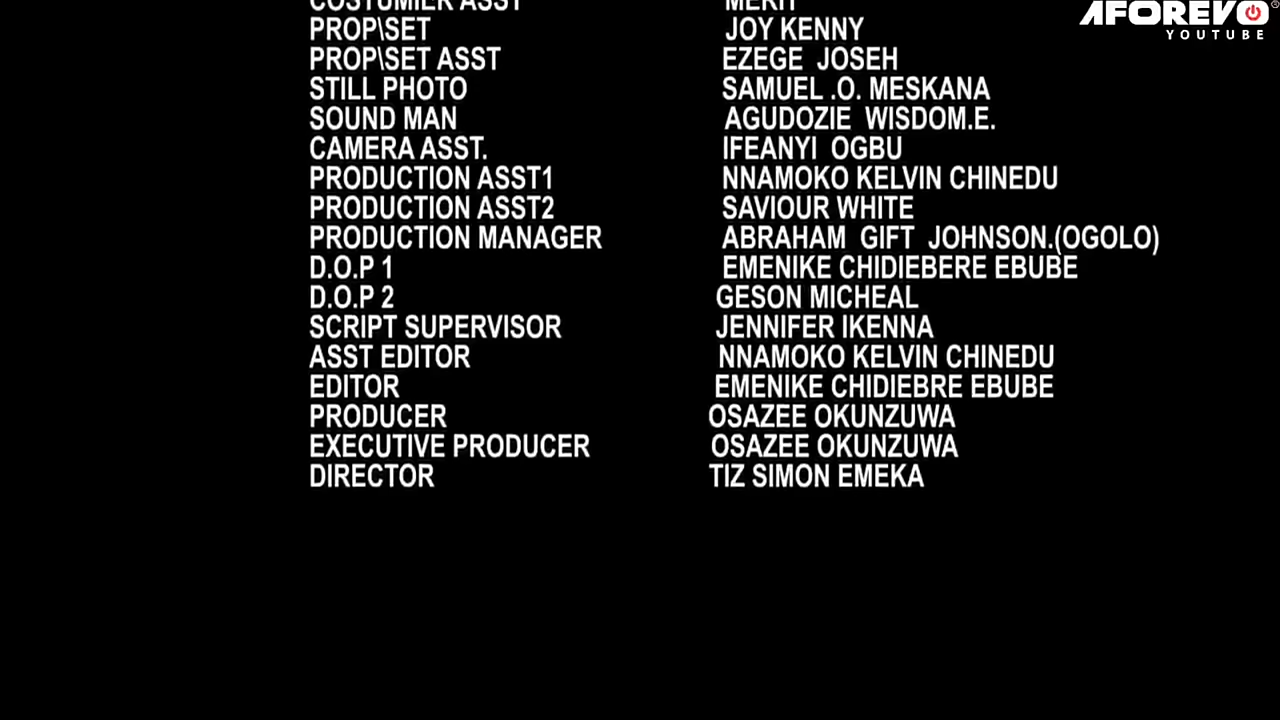 COSTUMIER ASST MERIT
AFOREVO
YOUTUBE
PROP\SET JOY KENNY
PROP\SET ASST EZEGE JOSEH
STILL PHOTO SAMUEL .O. MESKANA
SOUND MAN AGUDOZIE WISDOM.E.
CAMERA ASST. IFEANYI OGBU
PRODUCTION ASST1 NNAMOKO KELVIN CHINEDU
PRODUCTION ASST2 SAVIOUR WHITE
PRODUCTION MANAGER ABRAHAM GIFT JOHNSON.(OGOLO)
D.O.P 1 EMENIKE CHIDIEBERE EBUBE
D.O.P 2 GESON MICHEAL
SCRIPT SUPERVISOR JENNIFER IKENNA
ASST EDITOR NNAMOKO KELVIN CHINEDU
EDITOR EMENIKE CHIDIEBRE EBUBE
PRODUCER OSAZEE OKUNZUWA
EXECUTIVE PRODUCER OSAZEE OKUNZUWA
DIRECTOR TIZ SIMON EMEKA